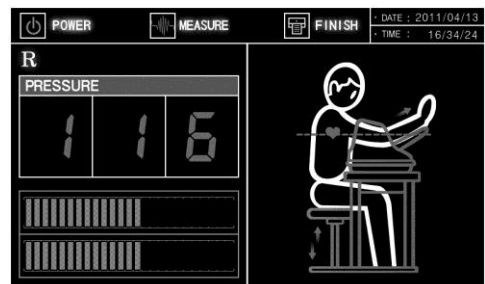 POWER MEASURE FINISH · DATE : 2011/04/13
· TIME : 16/34/24
R
PRESSURE
116